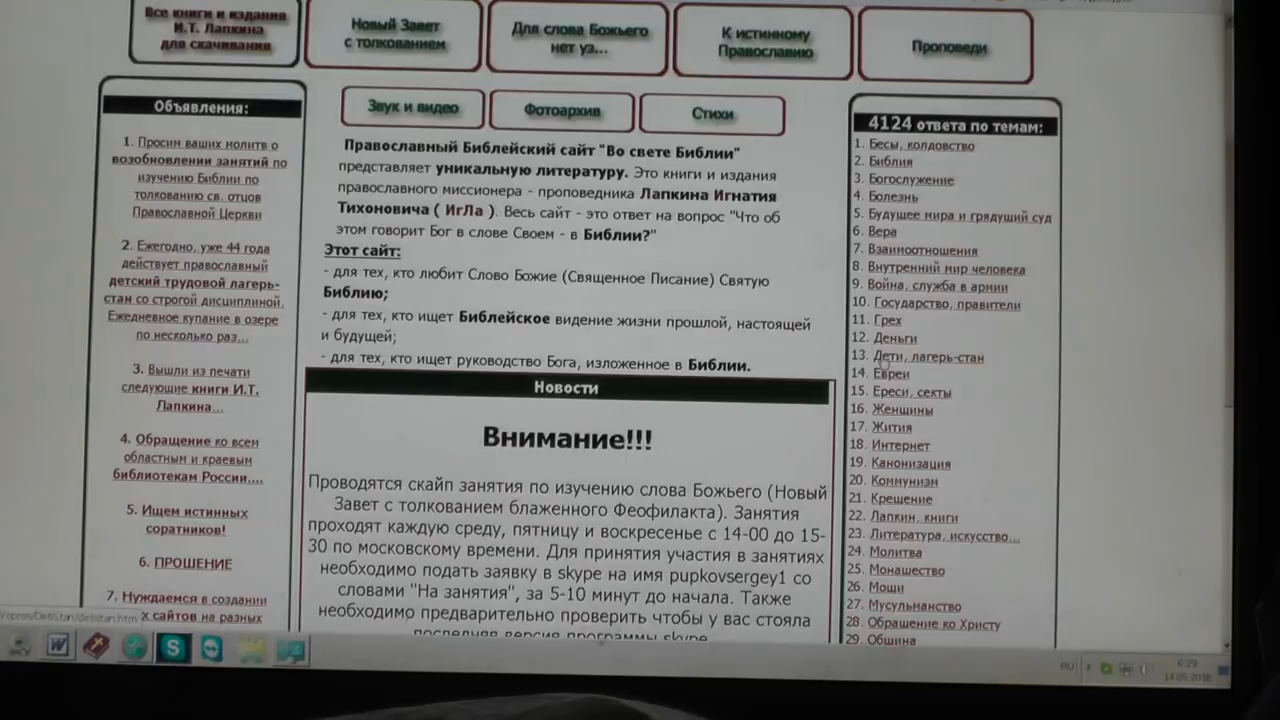 Все книги и издания
И.Т. Лапкина
для скачивания
Новый Завет
с толкованием
Для слова Божьего
нет уз...
К истинному
Православию
Проповеди
Звук и видео
Фотоархив
Стихи
Объявления:
1. Просим ваших молитв о
возобновлении занятий по
изучению Библии по
толкованию св. отцов
Православной Церкви
2. Ежегодно, уже 44 года
действует православный
детский трудовой лагерь-
стан со строгой дисциплиной.
Ежедневное купание в озере
по несколько раз...
3. Вышли из печати
следующие книги И.Т.
Лапкина...
4. Обращение ко всем
областным и краевым
библиотекам России....
5. Ищем истинных
соратников!
6. ПРОШЕНИЕ
7. Нуждаемся в создании
х сайтов на разных
Православный Библейский сайт "Во свете Библии"
представляет уникальную литературу. Это книги и издания
православного миссионера - проповедника Лапкина Игнатия
Тихоновича ( ИгЛа ). Весь сайт - это ответ на вопрос "Что об
этом говорит Бог в слове Своем - в Библии?"
Этот сайт:
- для тех, кто любит Слово Божие (Священное Писание) Святую
Библию;
- для тех, кто ищет Библейское видение жизни прошлой, настоящей
и будущей;
- для тех, кто ищет руководство Бога, изложенное в Библии.
Новости
Внимание!!!
Проводятся скайп занятия по изучению слова Божьего (Новый
Завет с толкованием блаженного Феофилакта). Занятия
проходят каждую среду, пятницу и воскресенье с 14-00 до 15-
30 по московскому времени. Для принятия участия в занятиях
необходимо подать заявку в skype на имя pupkovsergey1 со
словами "На занятия", за 5-10 минут до начала. Также
необходимо предварительно проверить чтобы у вас стояла
последняя версия программы skype.
4124 ответа по темам:
1. Бесы, колдовство
2. Библия
3. Богослужение
4. Болезнь
5. Будущее мира и грядущий суд
6. Вера
7. Взаимоотношения
8. Внутренний мир человека
9. Война, служба в армии
10. Государство, правители
11. Грех
12. Деньги
13. Дети, лагерь-стан
14. Евреи
15. Ереси, секты
16. Женщины
17. Жития
18. Интернет
19. Канонизация
20. Коммунизм
21. Крещение
22. Лапкин, книги
23. Литература, искусство...
24. Молитва
25. Монашество
26. Мощи
27. Мусульманство
28. Обращение ко Христу
29. Община
RU
6:29